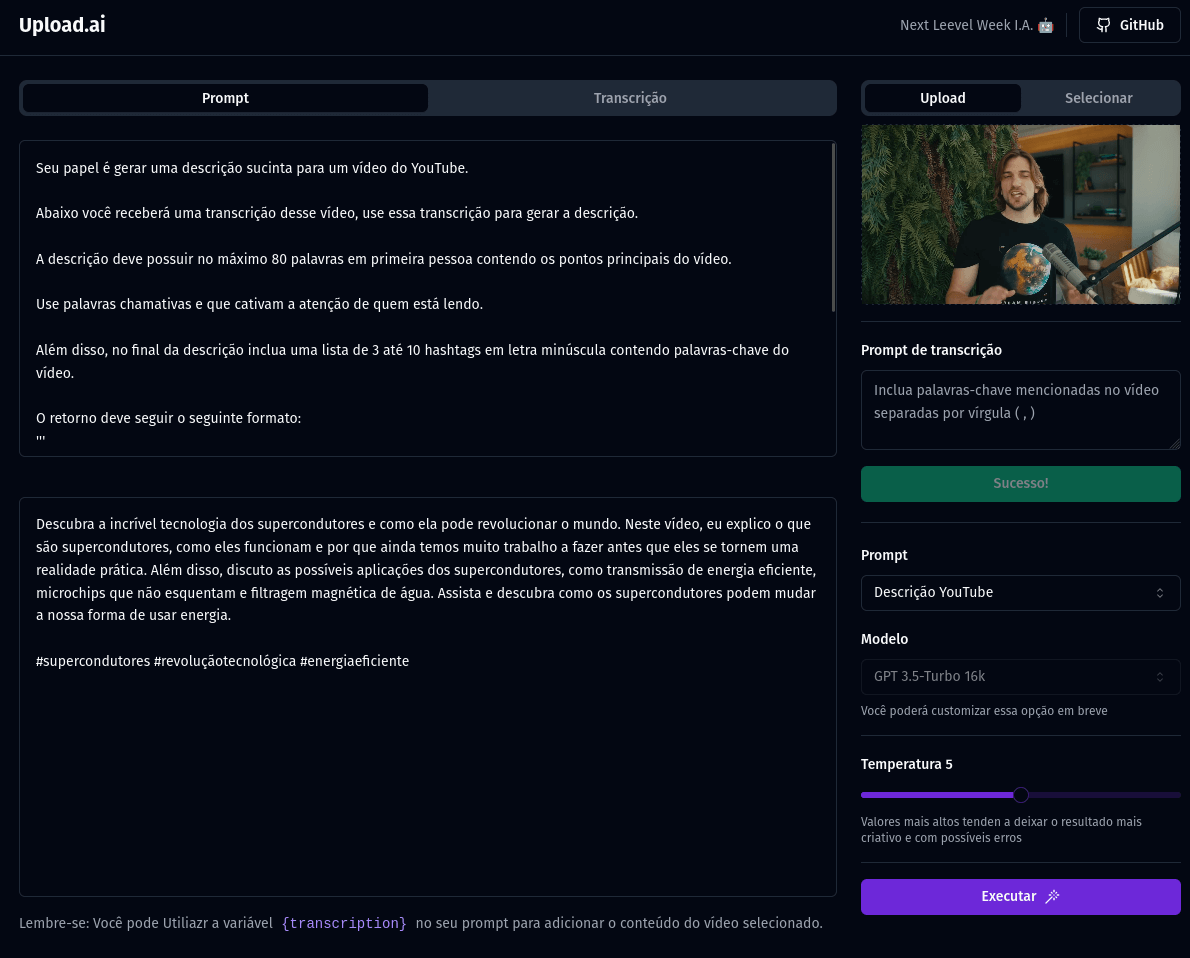 Upload.ai
Next Leevel Week I.A. 🤖
GitHub
Prompt
Transcrição
Seu papel é gerar uma descrição sucinta para um vídeo do YouTube.
Abaixo você receberá uma transcrição desse vídeo, use essa transcrição para gerar a descrição.
A descrição deve possuir no máximo 80 palavras em primeira pessoa contendo os pontos principais do vídeo.
Use palavras chamativas e que cativam a atenção de quem está lendo.
Além disso, no final da descrição inclua uma lista de 3 até 10 hashtags em letra minúscula contendo palavras-chave do
vídeo.
O retorno deve seguir o seguinte formato:
'''
Descubra a incrível tecnologia dos supercondutores e como ela pode revolucionar o mundo. Neste vídeo, eu explico o que
são supercondutores, como eles funcionam e por que ainda temos muito trabalho a fazer antes que eles se tornem uma
realidade prática. Além disso, discuto as possíveis aplicações dos supercondutores, como transmissão de energia eficiente,
microchips que não esquentam e filtragem magnética de água. Assista e descubra como os supercondutores podem mudar
a nossa forma de usar energia.
#supercondutores #revoluçãotecnológica #energiaeficiente
Lembre-se: Você pode Utiliazr a variável {transcription} no seu prompt para adicionar o conteúdo do vídeo selecionado.
Upload
Selecionar
Prompt de transcrição
Inclua palavras-chave mencionadas no vídeo
separadas por vírgula ( , )
Sucesso!
Prompt
Descrição YouTube
Modelo
GPT 3.5-Turbo 16k
Você poderá customizar essa opção em breve
Temperatura 5
Valores mais altos tendem a deixar o resultado mais
criativo e com possíveis erros
Executar